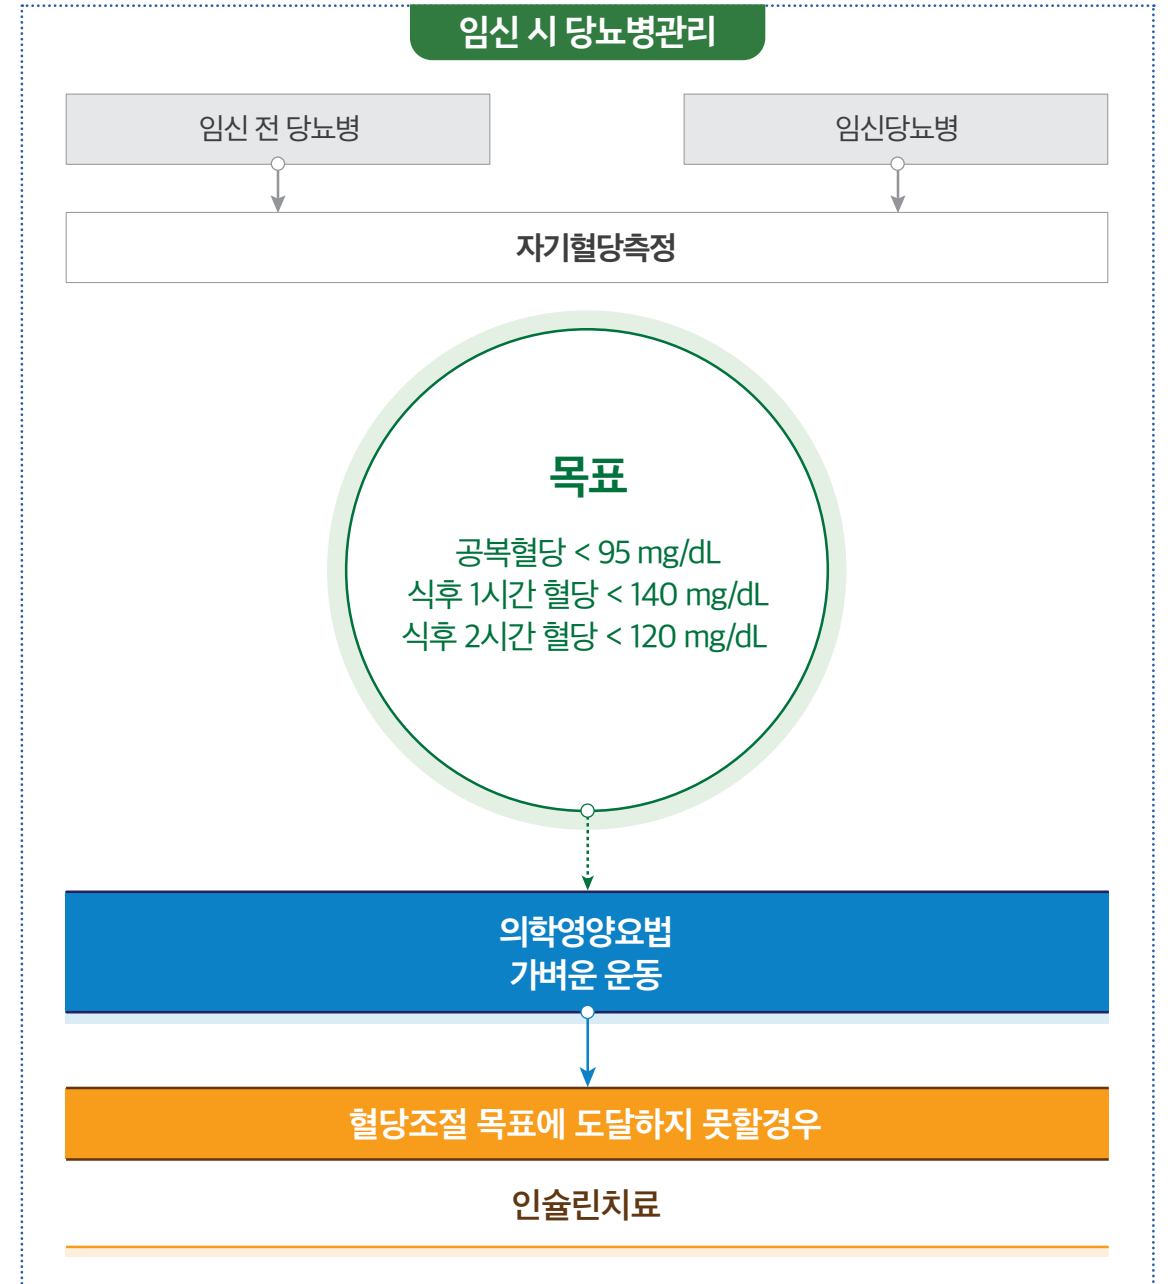 임신 시 당뇨병관리
임신 전 당뇨병
임신당뇨병
자기혈당측정
목표
공복혈당 < 95 mg/dL
식후 1시간 혈당 < 140 mg/dL
식후 2시간 혈당 < 120 mg/dL
의학영양요법
가벼운 운동
혈당조절 목표에 도달하지 못할경우
인슐린치료